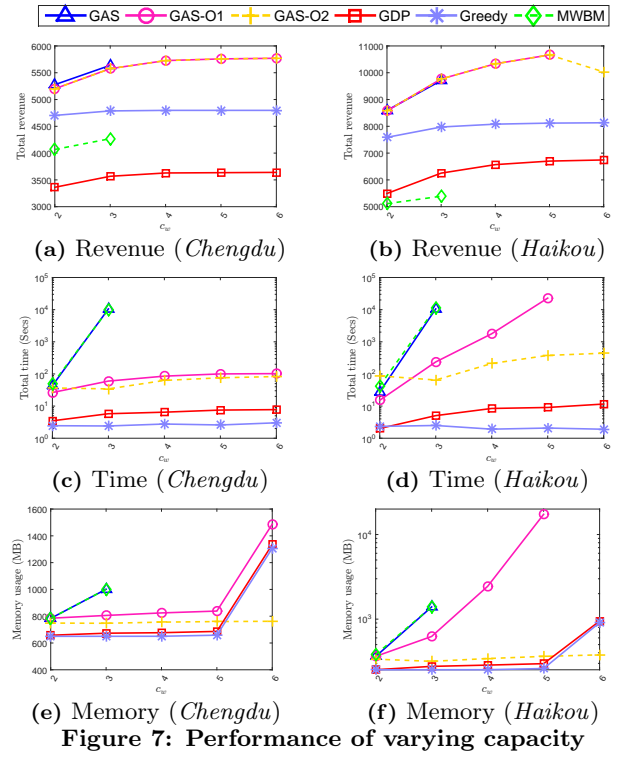 GAS GAS-O1 GAS-O2 GDP Greedy MWBM
6000
5500
5000
4500
4000
3500
3000
Total revenue
2 3 4 5 6
c_w
(a) Revenue (Chengdu)
11000
10000
9000
8000
7000
6000
5000
Total revenue
2 3 4 5 6
c_w
(b) Revenue (Haikou)
10^5
10^4
10^3
10^2
10^1
10^0
Total time (Secs)
2 3 4 5 6
c_w
(c) Time (Chengdu)
10^5
10^4
10^3
10^2
10^1
10^0
Total time (Secs)
2 3 4 5 6
c_w
(d) Time (Haikou)
1600
1400
1200
1000
800
600
400
Memory usage (MB)
2 3 4 5 6
c_w
(e) Memory (Chengdu)
10^4
10^3
Memory usage (MB)
2 3 4 5 6
c_w
(f) Memory (Haikou)
Figure 7: Performance of varying capacity